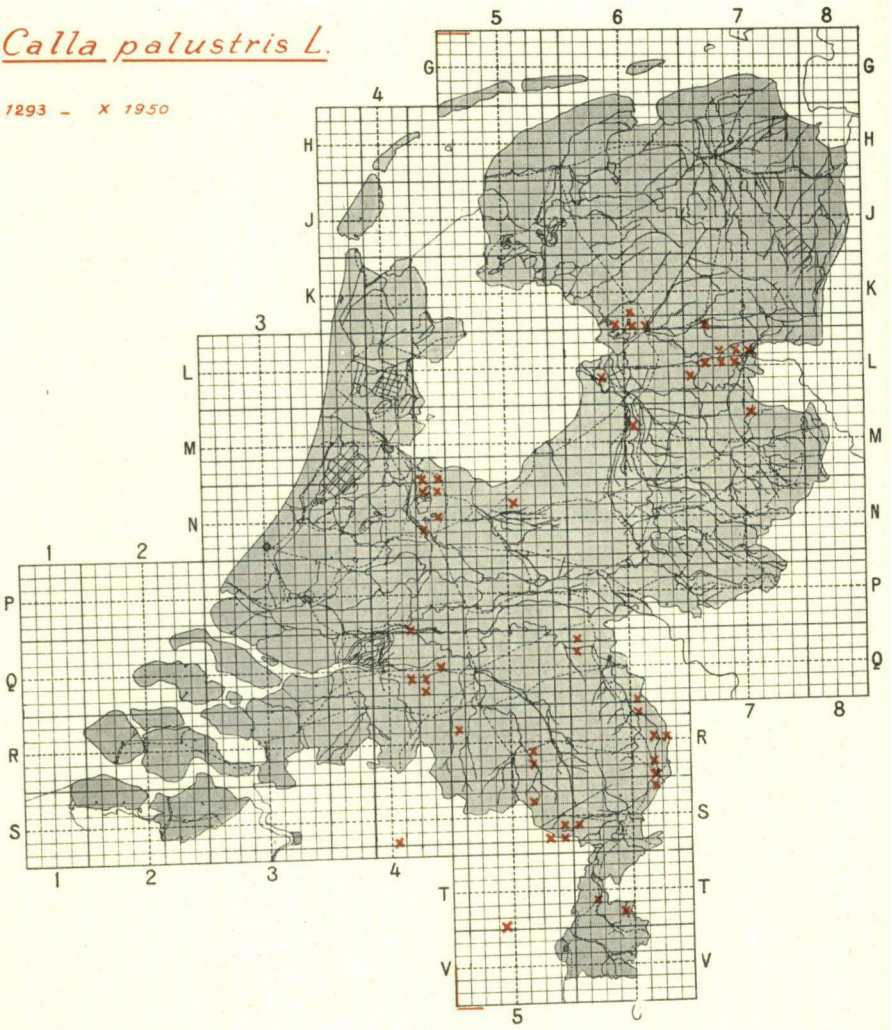 Calla palustris L.
1293 - x 1950
5 6 7 8
G G
4
H H
J J
K K
3
L L
M M
N N
1 2 3
P P
Q Q
7 8
R R
S S
1 2 3 4
T T
V V
5 6